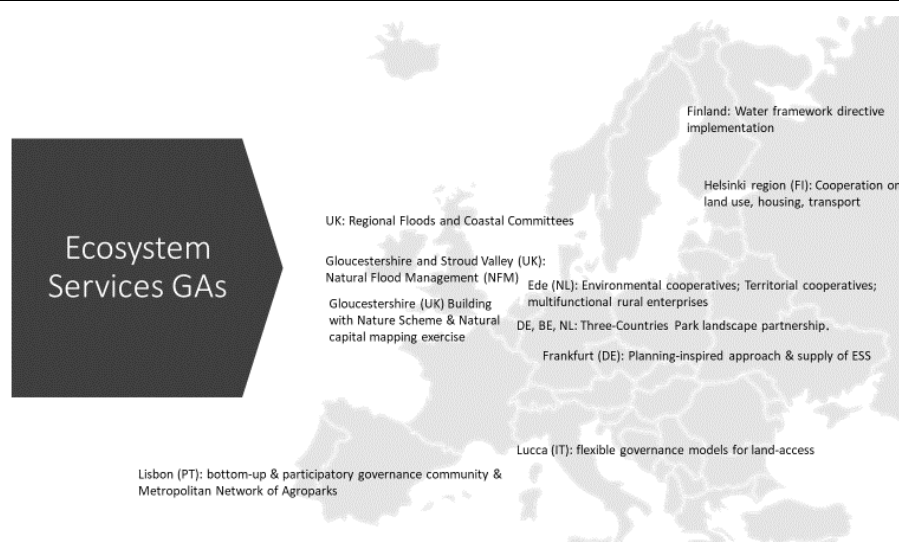 Ecosystem
Services GAs
Finland: Water framework directive
implementation
Helsinki region (FI): Cooperation on
land use, housing, transport
UK: Regional Floods and Coastal Committees
Gloucestershire and Stroud Valley (UK):
Natural Flood Management (NFM)
Ede (NL): Environmental cooperatives; Territorial cooperatives;
multifunctional rural enterprises
Gloucestershire (UK) Building
with Nature Scheme & Natural
capital mapping exercise
DE, BE, NL: Three-Countries Park landscape partnership.
Frankfurt (DE): Planning-inspired approach & supply of ESS
Lucca (IT): flexible governance models for land-access
Lisbon (PT): bottom-up & participatory governance community &
Metropolitan Network of Agroparks